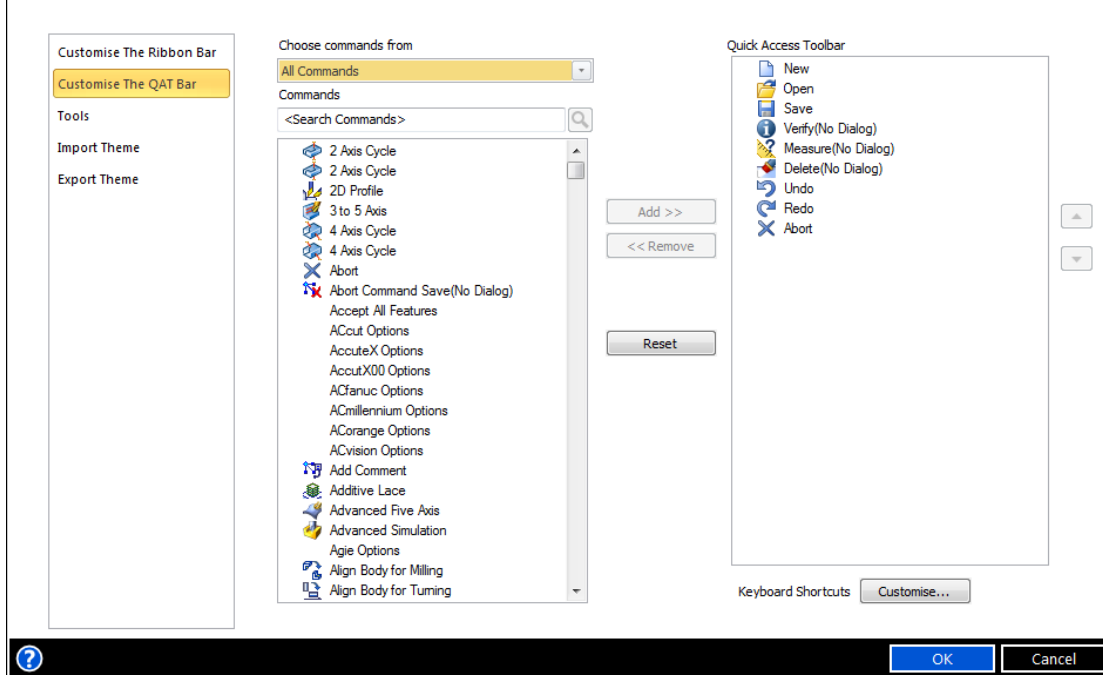 Customise The Ribbon Bar
Customise The QAT Bar
Tools
Import Theme
Export Theme
Choose commands from
All Commands
Commands
<Search Commands>
2 Axis Cycle
2 Axis Cycle
2D Profile
3 to 5 Axis
4 Axis Cycle
4 Axis Cycle
Abort
Abort Command Save(No Dialog)
Accept All Features
ACcut Options
AccuteX Options
AccutX00 Options
ACfanuc Options
ACmillennium Options
ACorange Options
ACvision Options
Add Comment
Additive Lace
Advanced Five Axis
Advanced Simulation
Agie Options
Align Body for Milling
Align Body for Turning
Add >>
<< Remove
Reset
Quick Access Toolbar
New
Open
Save
Verify(No Dialog)
Measure(No Dialog)
Delete(No Dialog)
Undo
Redo
Abort
Keyboard Shortcuts
Customise...
OK
Cancel